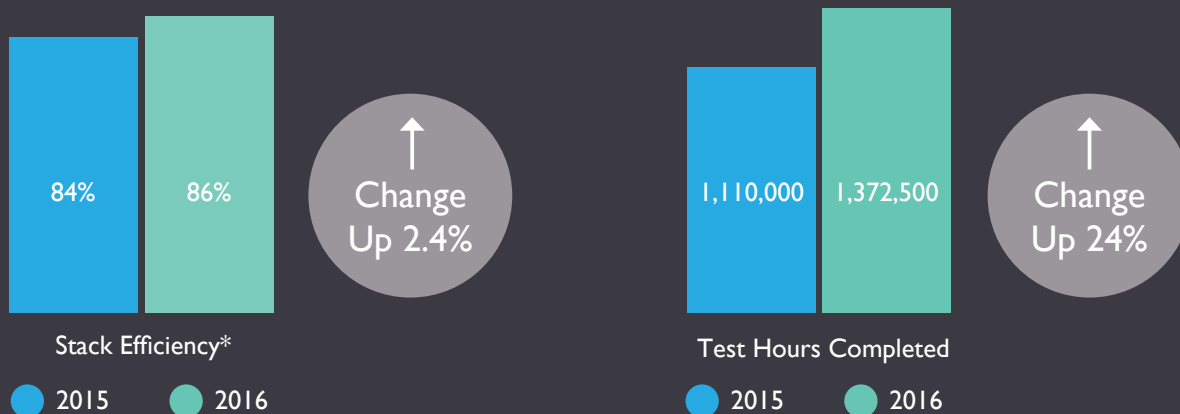 84%
86%
Change
Up 2.4%
Stack Efficiency*
2015
2016
1,110,000
1,372,500
Change
Up 24%
Test Hours Completed
2015
2016